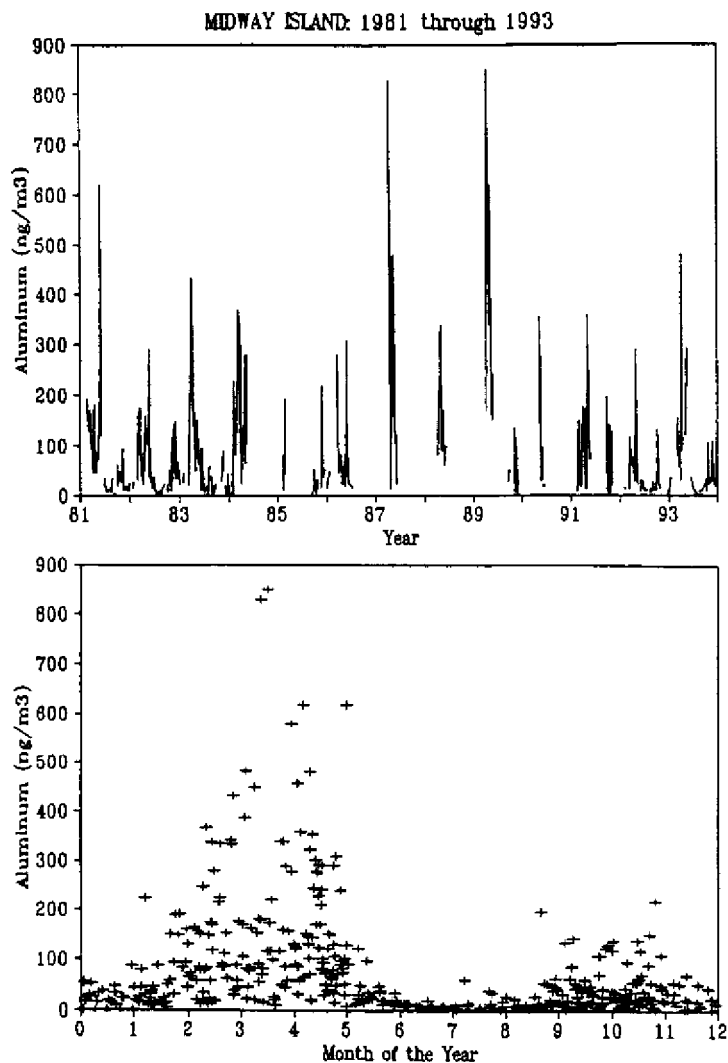 MIDWAY ISLAND: 1981 through 1993
900
800
700
600
500
400
300
200
100
0
Aluminum (ng/m3)
81 83 85 87 89 91 93
Year
900
800
700
600
500
400
300
200
100
0
Aluminum (ng/m3)
0 1 2 3 4 5 6 7 8 9 10 11 12
Month of the Year